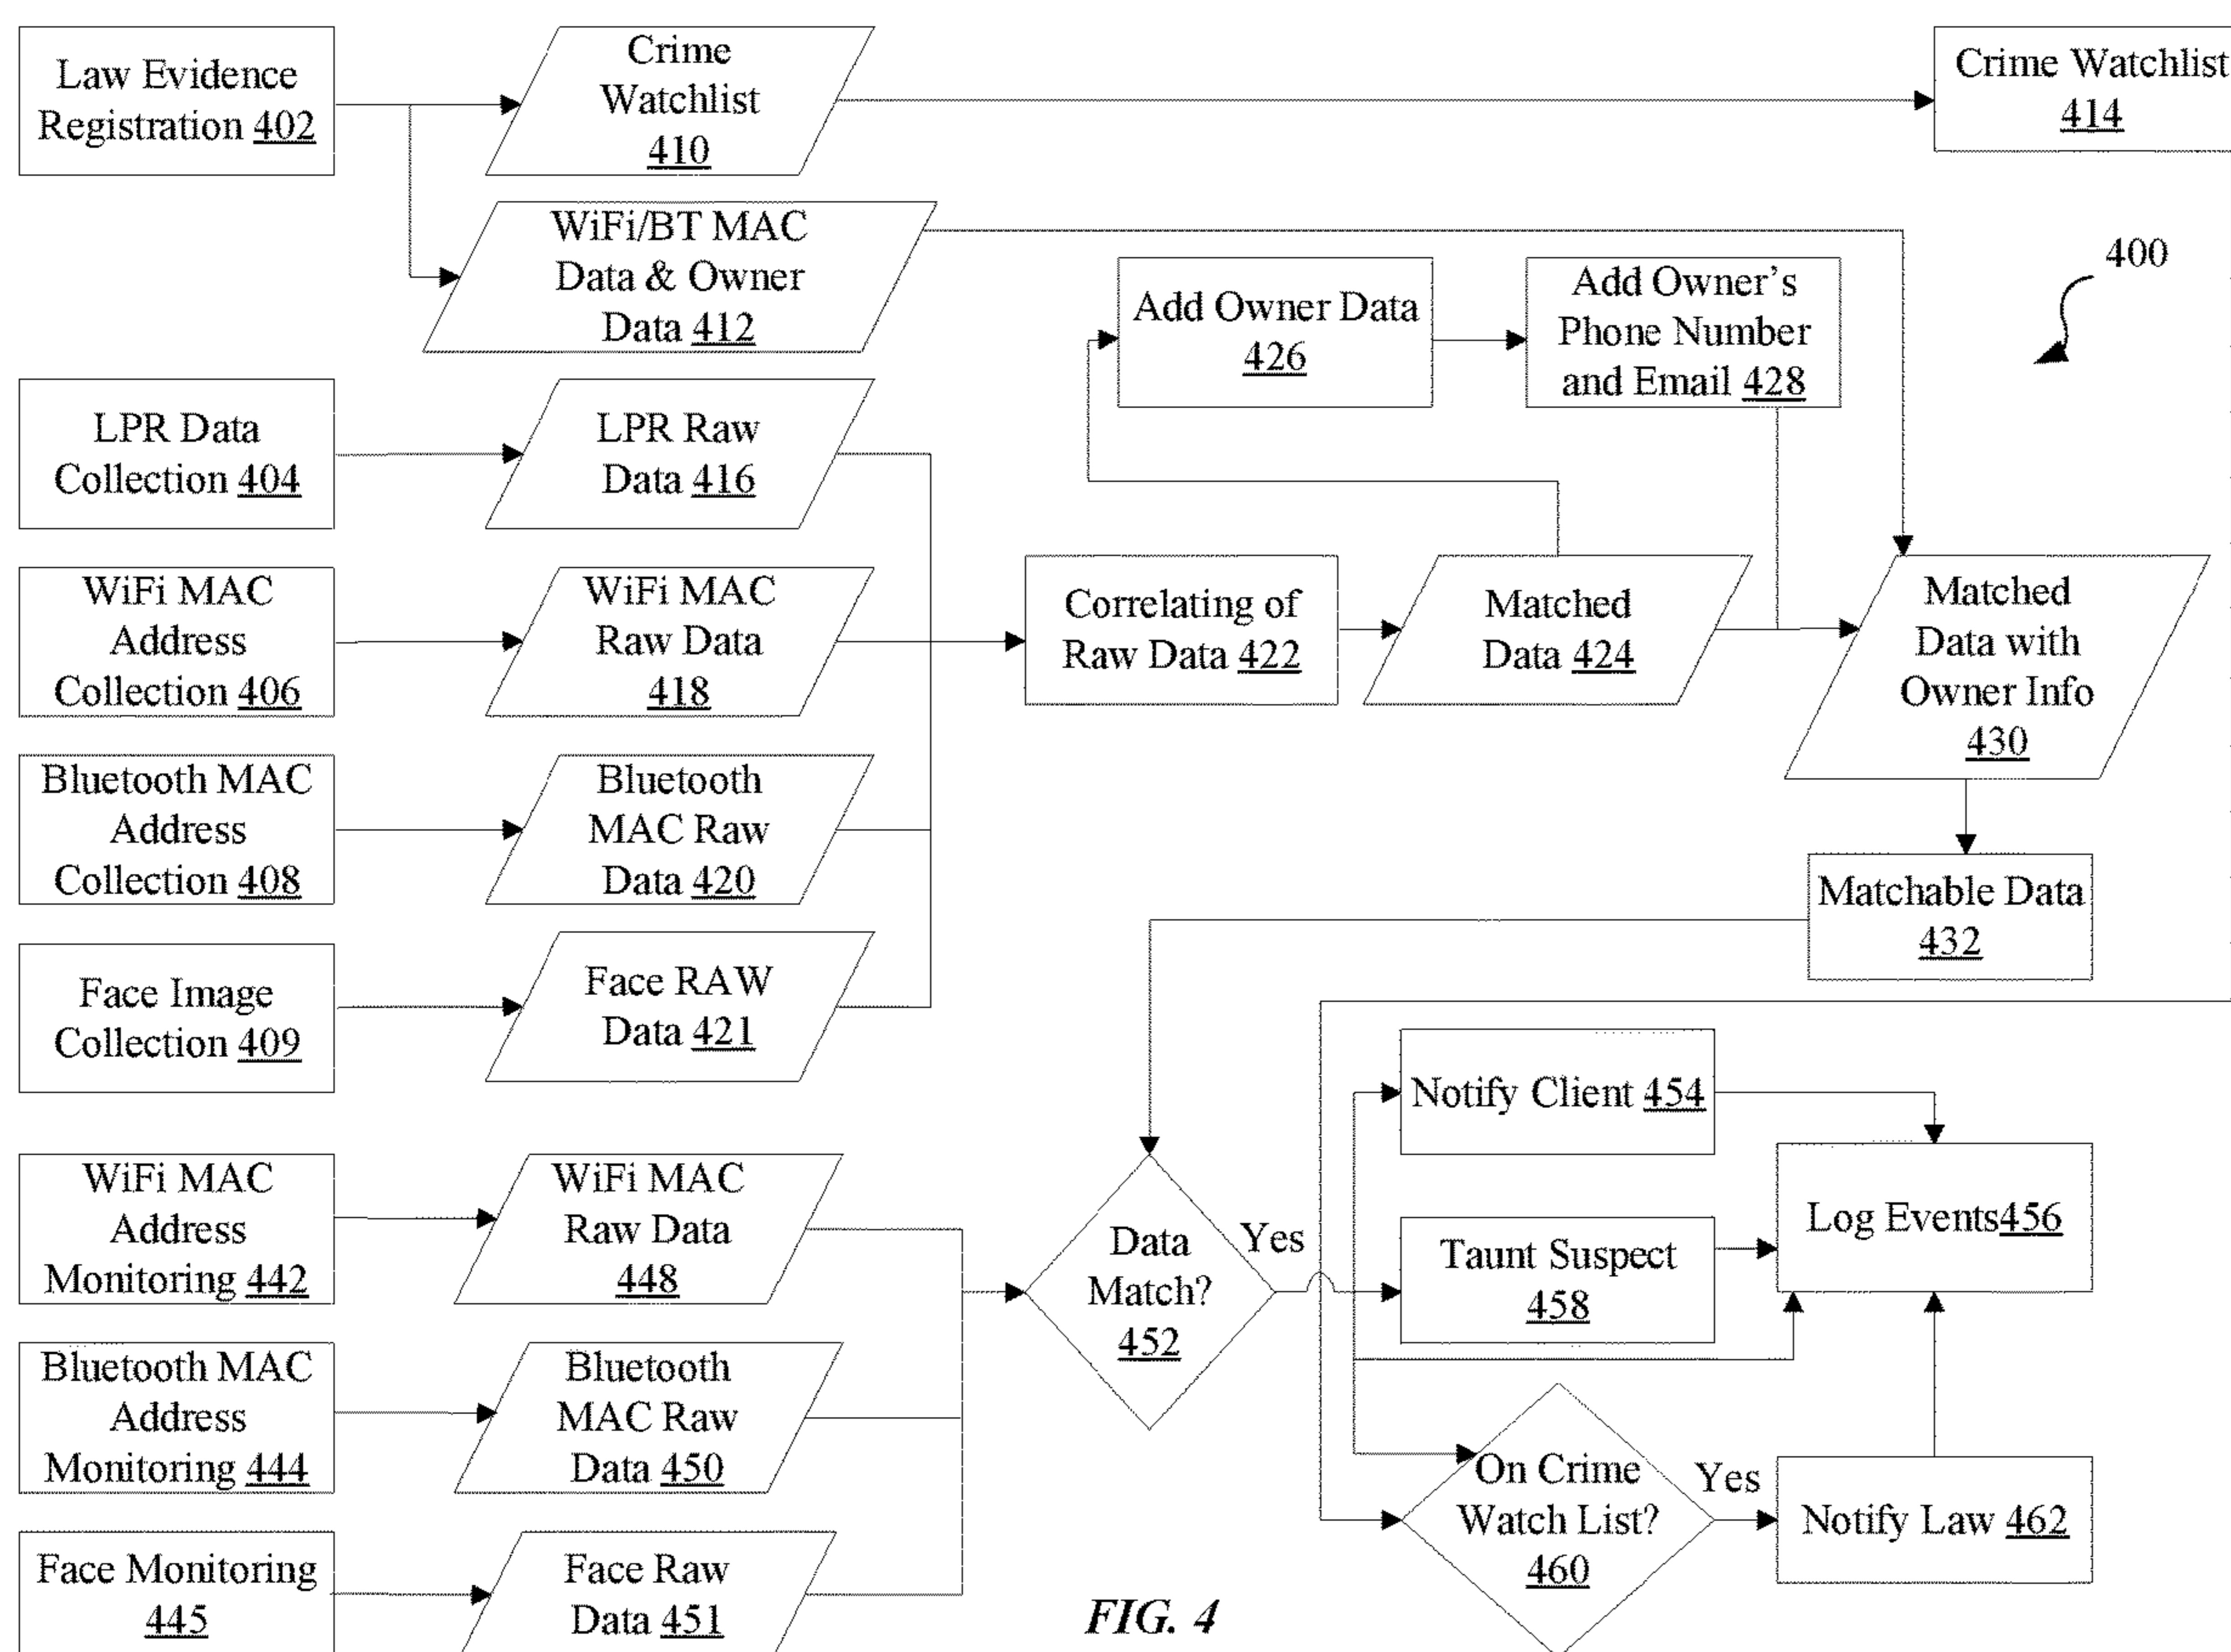 Law Evidence
Registration 402
Crime
Watchlist
410
Crime Watchlist
414
WiFi/BT MAC
Data & Owner
Data 412
400
Add Owner Data
426
Add Owner’s
Phone Number
and Email 428
LPR Data
Collection 404
LPR Raw
Data 416
WiFi MAC
Address
Collection 406
WiFi MAC
Raw Data
418
Correlating of
Raw Data 422
Matched
Data 424
Matched
Data with
Owner Info
430
Bluetooth MAC
Address
Collection 408
Bluetooth
MAC Raw
Data 420
Matchable Data
432
Face Image
Collection 409
Face RAW
Data 421
Notify Client 454
Log Events456
WiFi MAC
Address
Monitoring 442
WiFi MAC
Raw Data
448
Data
Match?
452
Yes
Taunt Suspect
458
Bluetooth MAC
Address
Monitoring 444
Bluetooth
MAC Raw
Data 450
On Crime
Watch List?
460
Yes
Notify Law 462
Face Monitoring
445
Face Raw
Data 451
FIG. 4